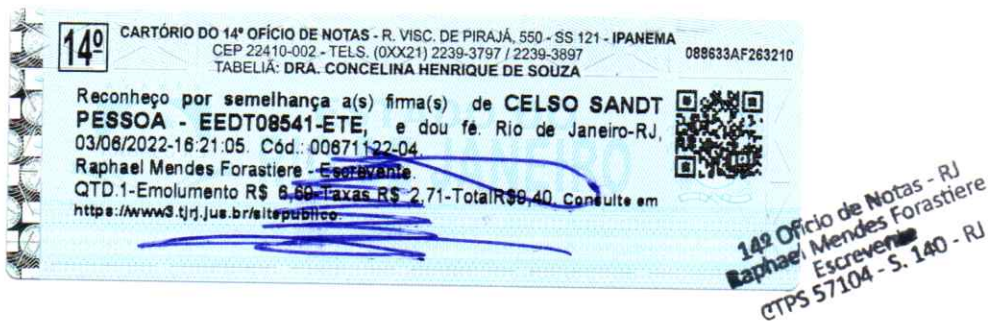 14º
CARTÓRIO DO 14º OFÍCIO DE NOTAS - R. VISC. DE PIRAJÁ, 550 - SS 121 - IPANEMA
CEP 22410-002 - TELS. (0XX21) 2239-3797 / 2239-3897
TABELIÃ: DRA. CONCELINA HENRIQUE DE SOUZA
088633AF263210
Reconheço por semelhança a(s) firma(s) de CELSO SANDT
PESSOA - EEDT08541-ETE, e dou fé. Rio de Janeiro-RJ,
03/06/2022-16:21:05. Cód.: 00671122-04.
Raphael Mendes Forastiere - Escrevente.
QTD.1-Emolumento R$ 6,69-Taxas R$ 2,71-TotalR$9,40 Consulte em
https://www3.tjrj.jus.br/sitepublico.
14º Ofício de Notas - RJ
Raphael Mendes Forastiere
Escrevente
CTPS 57104 - S. 140 - RJ